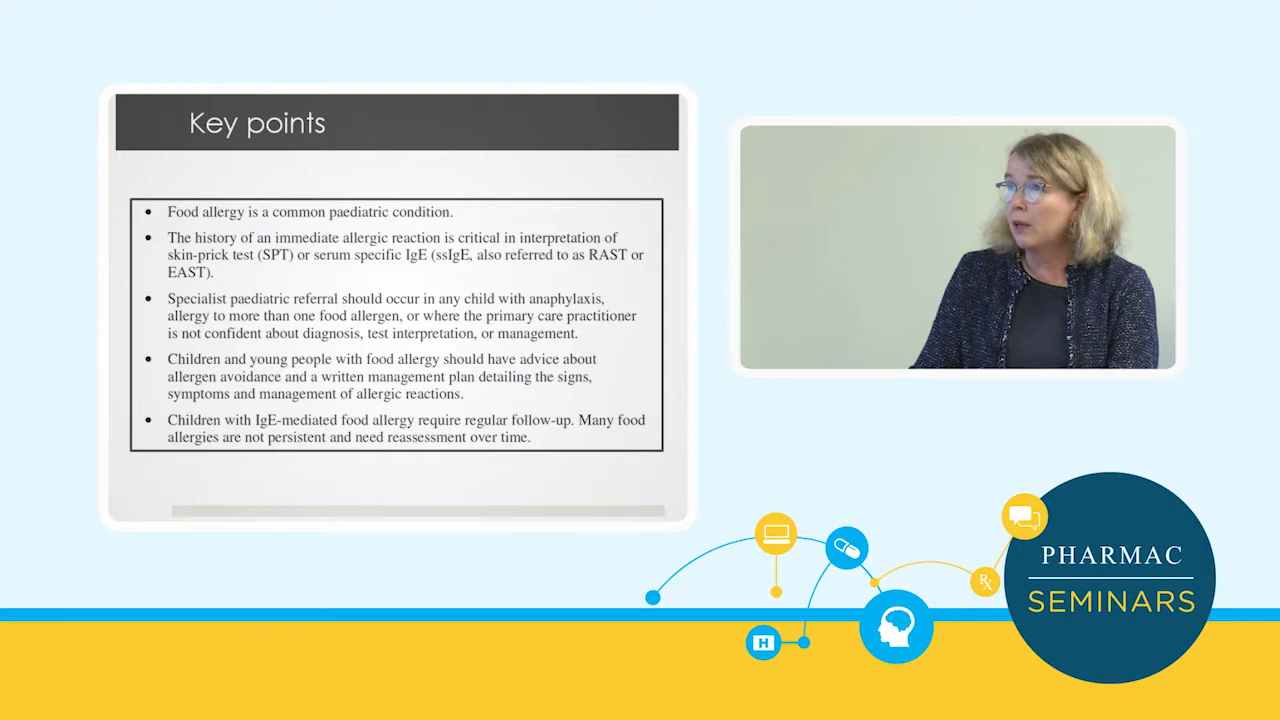 Key points
• Food allergy is a common paediatric condition.
• The history of an immediate allergic reaction is critical in interpretation of
skin-prick test (SPT) or serum specific IgE (ssIgE, also referred to as RAST or
EAST).
• Specialist paediatric referral should occur in any child with anaphylaxis,
allergy to more than one food allergen, or where the primary care practitioner
is not confident about diagnosis, test interpretation, or management.
• Children and young people with food allergy should have advice about
allergen avoidance and a written management plan detailing the signs,
symptoms and management of allergic reactions.
• Children with IgE-mediated food allergy require regular follow-up. Many food
allergies are not persistent and need reassessment over time.
PHARMAC
SEMINARS
Rx
H